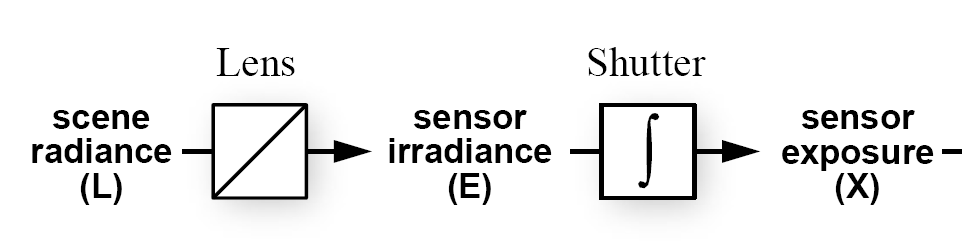 Lens
Shutter
scene
radiance
(L)
sensor
irradiance
(E)
∫
sensor
exposure
(X)